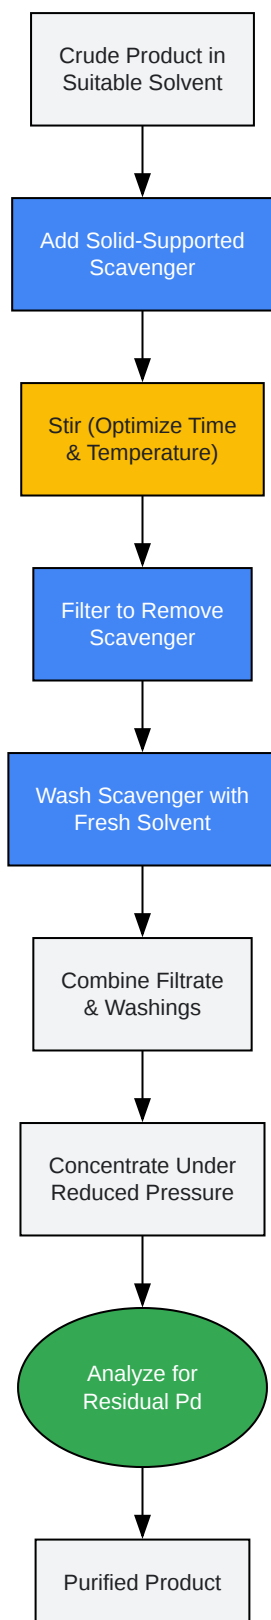 Crude Product in
Suitable Solvent
Add Solid-Supported
Scavenger
Stir (Optimize Time
& Temperature)
Filter to Remove
Scavenger
Wash Scavenger with
Fresh Solvent
Combine Filtrate
& Washings
Concentrate Under
Reduced Pressure
Analyze for
Residual Pd
Purified Product